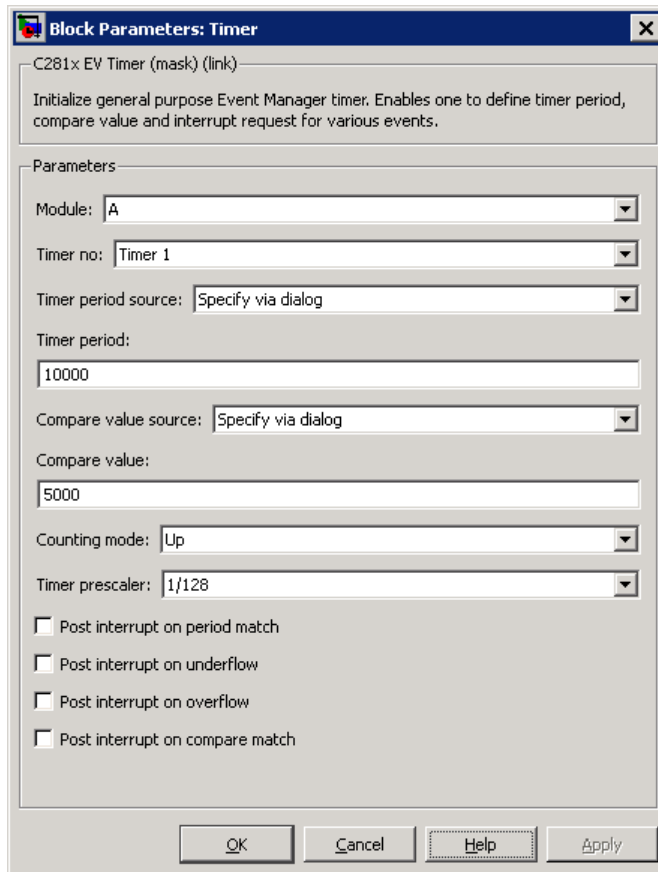 Block Parameters: Timer
C281x EV Timer (mask) (link)
Initialize general purpose Event Manager timer. Enables one to define timer period,
compare value and interrupt request for various events.
Parameters
Module: A
Timer no: Timer 1
Timer period source: Specify via dialog
Timer period:
10000
Compare value source: Specify via dialog
Compare value:
5000
Counting mode: Up
Timer prescaler: 1/128
Post interrupt on period match
Post interrupt on underflow
Post interrupt on overflow
Post interrupt on compare match
OK Cancel Help Apply